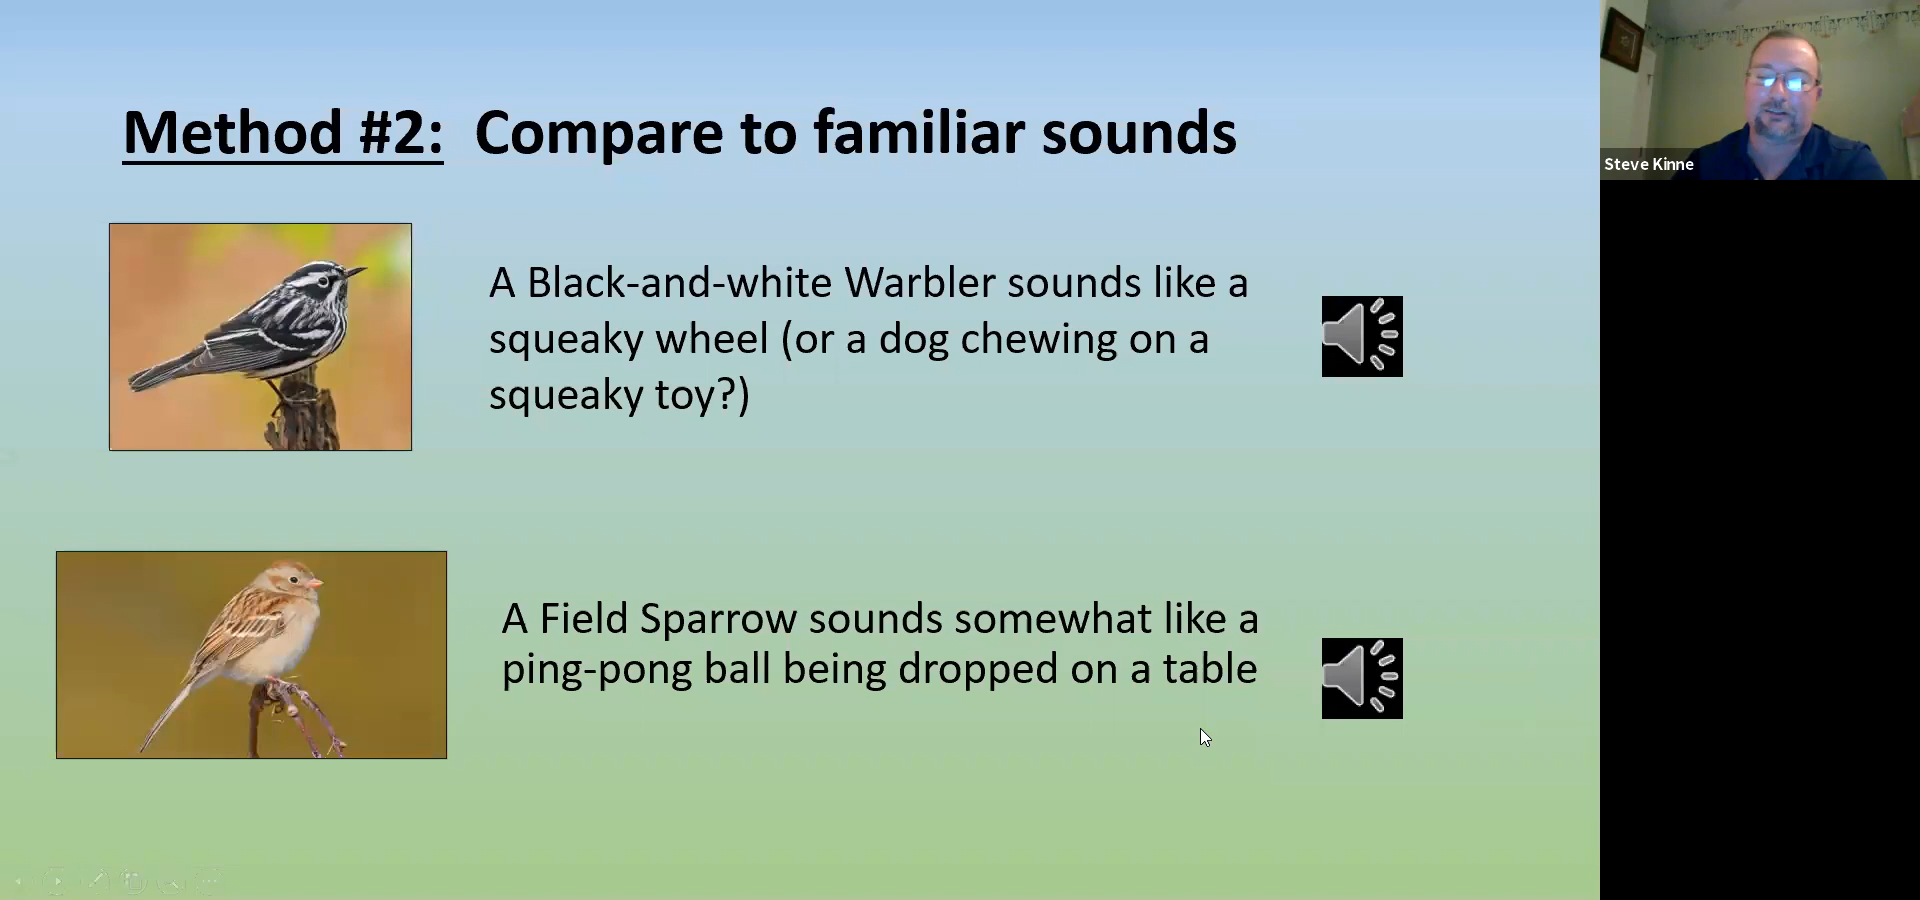 Method #2: Compare to familiar sounds
Steve Kinne
A Black-and-white Warbler sounds like a
squeaky wheel (or a dog chewing on a
squeaky toy?)
A Field Sparrow sounds somewhat like a
ping-pong ball being dropped on a table